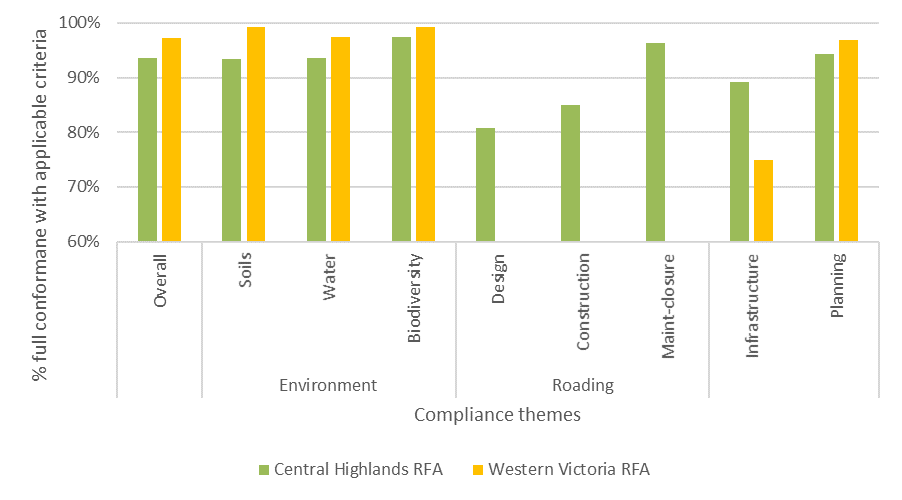 % full conformane with applicable criteria
100%
90%
80%
70%
60%
Overall
Soils
Water
Biodiversity
Design
Construction
Maint-closure
Infrastructure
Planning
Environment
Roading
Compliance themes
Central Highlands RFA
Western Victoria RFA